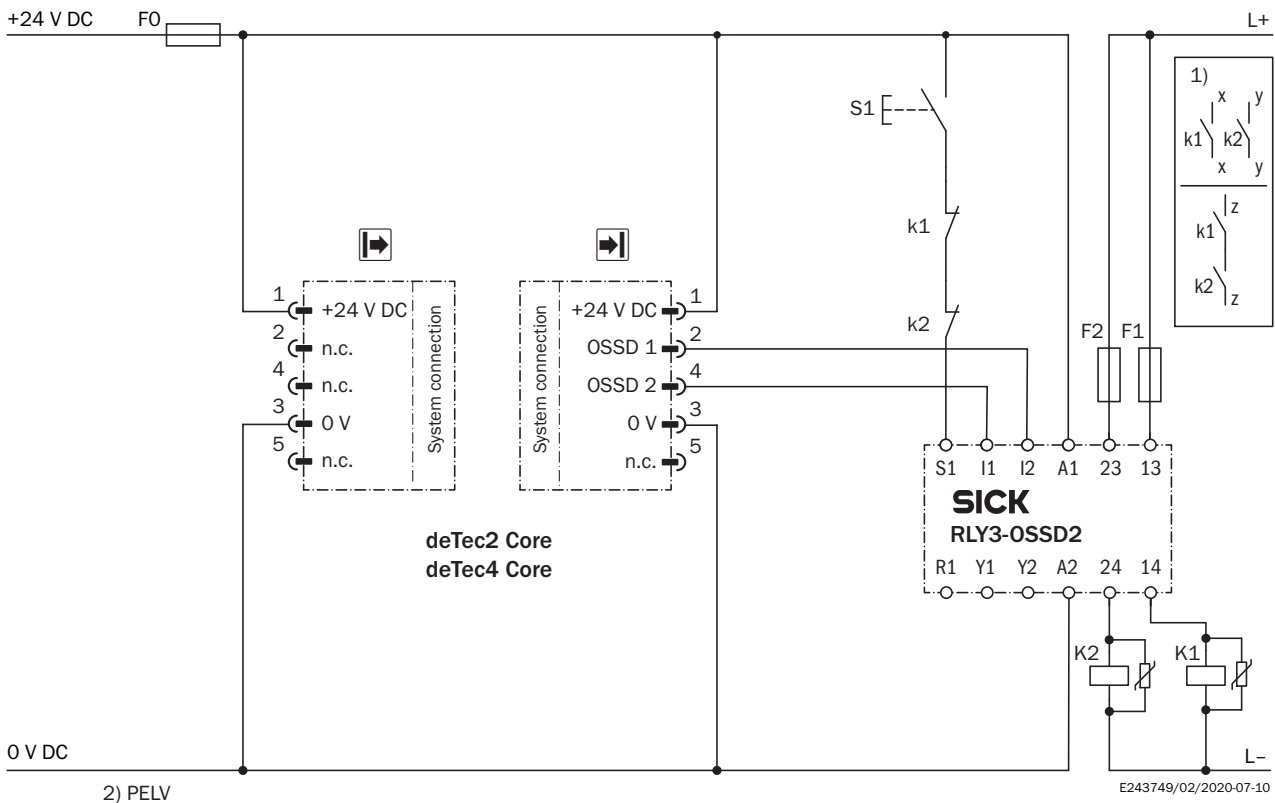 +24 V DC F0 L+
1)
x y
k1 k2
x y
z
k1
k2
z
S1
k1
k2
F2 F1
1 +24 V DC
2 n.c.
4 n.c.
3 0 V
5 n.c.
System connection
System connection
+24 V DC 1
OSSD 1 2
OSSD 2 4
0 V 3
n.c. 5
deTec2 Core
deTec4 Core
S1 I1 I2 A1 23 13
SICK
RLY3-OSSD2
R1 Y1 Y2 A2 24 14
K2 K1
0 V DC L–
2) PELV
E243749/02/2020-07-10